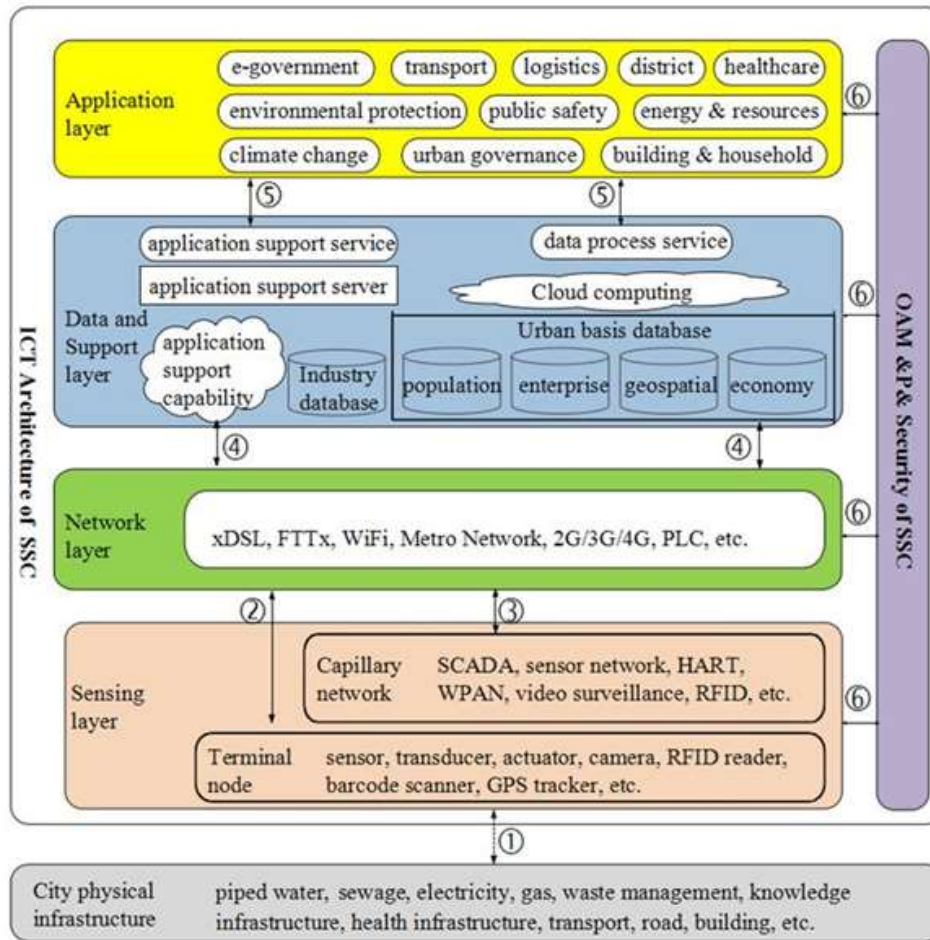 ICT Architecture of SSC
OAM &P& Security of SSC
Application
layer
e-government
transport
logistics
district
healthcare
environmental protection
public safety
energy & resources
climate change
urban governance
building & household
⑥
⑤
⑤
Data and
Support
layer
application support service
data process service
application support server
Cloud computing
application
support
capability
Industry
database
Urban basis database
population
enterprise
geospatial
economy
⑥
④
④
Network
layer
xDSL, FTTx, WiFi, Metro Network, 2G/3G/4G, PLC, etc.
⑥
②
③
Sensing
layer
Capillary
network
SCADA, sensor network, HART,
WPAN, video surveillance, RFID, etc.
Terminal
node
sensor, transducer, actuator, camera, RFID reader,
barcode scanner, GPS tracker, etc.
⑥
①
City physical
infrastructure
piped water, sewage, electricity, gas, waste management, knowledge
infrastructure, health infrastructure, transport, road, building, etc.